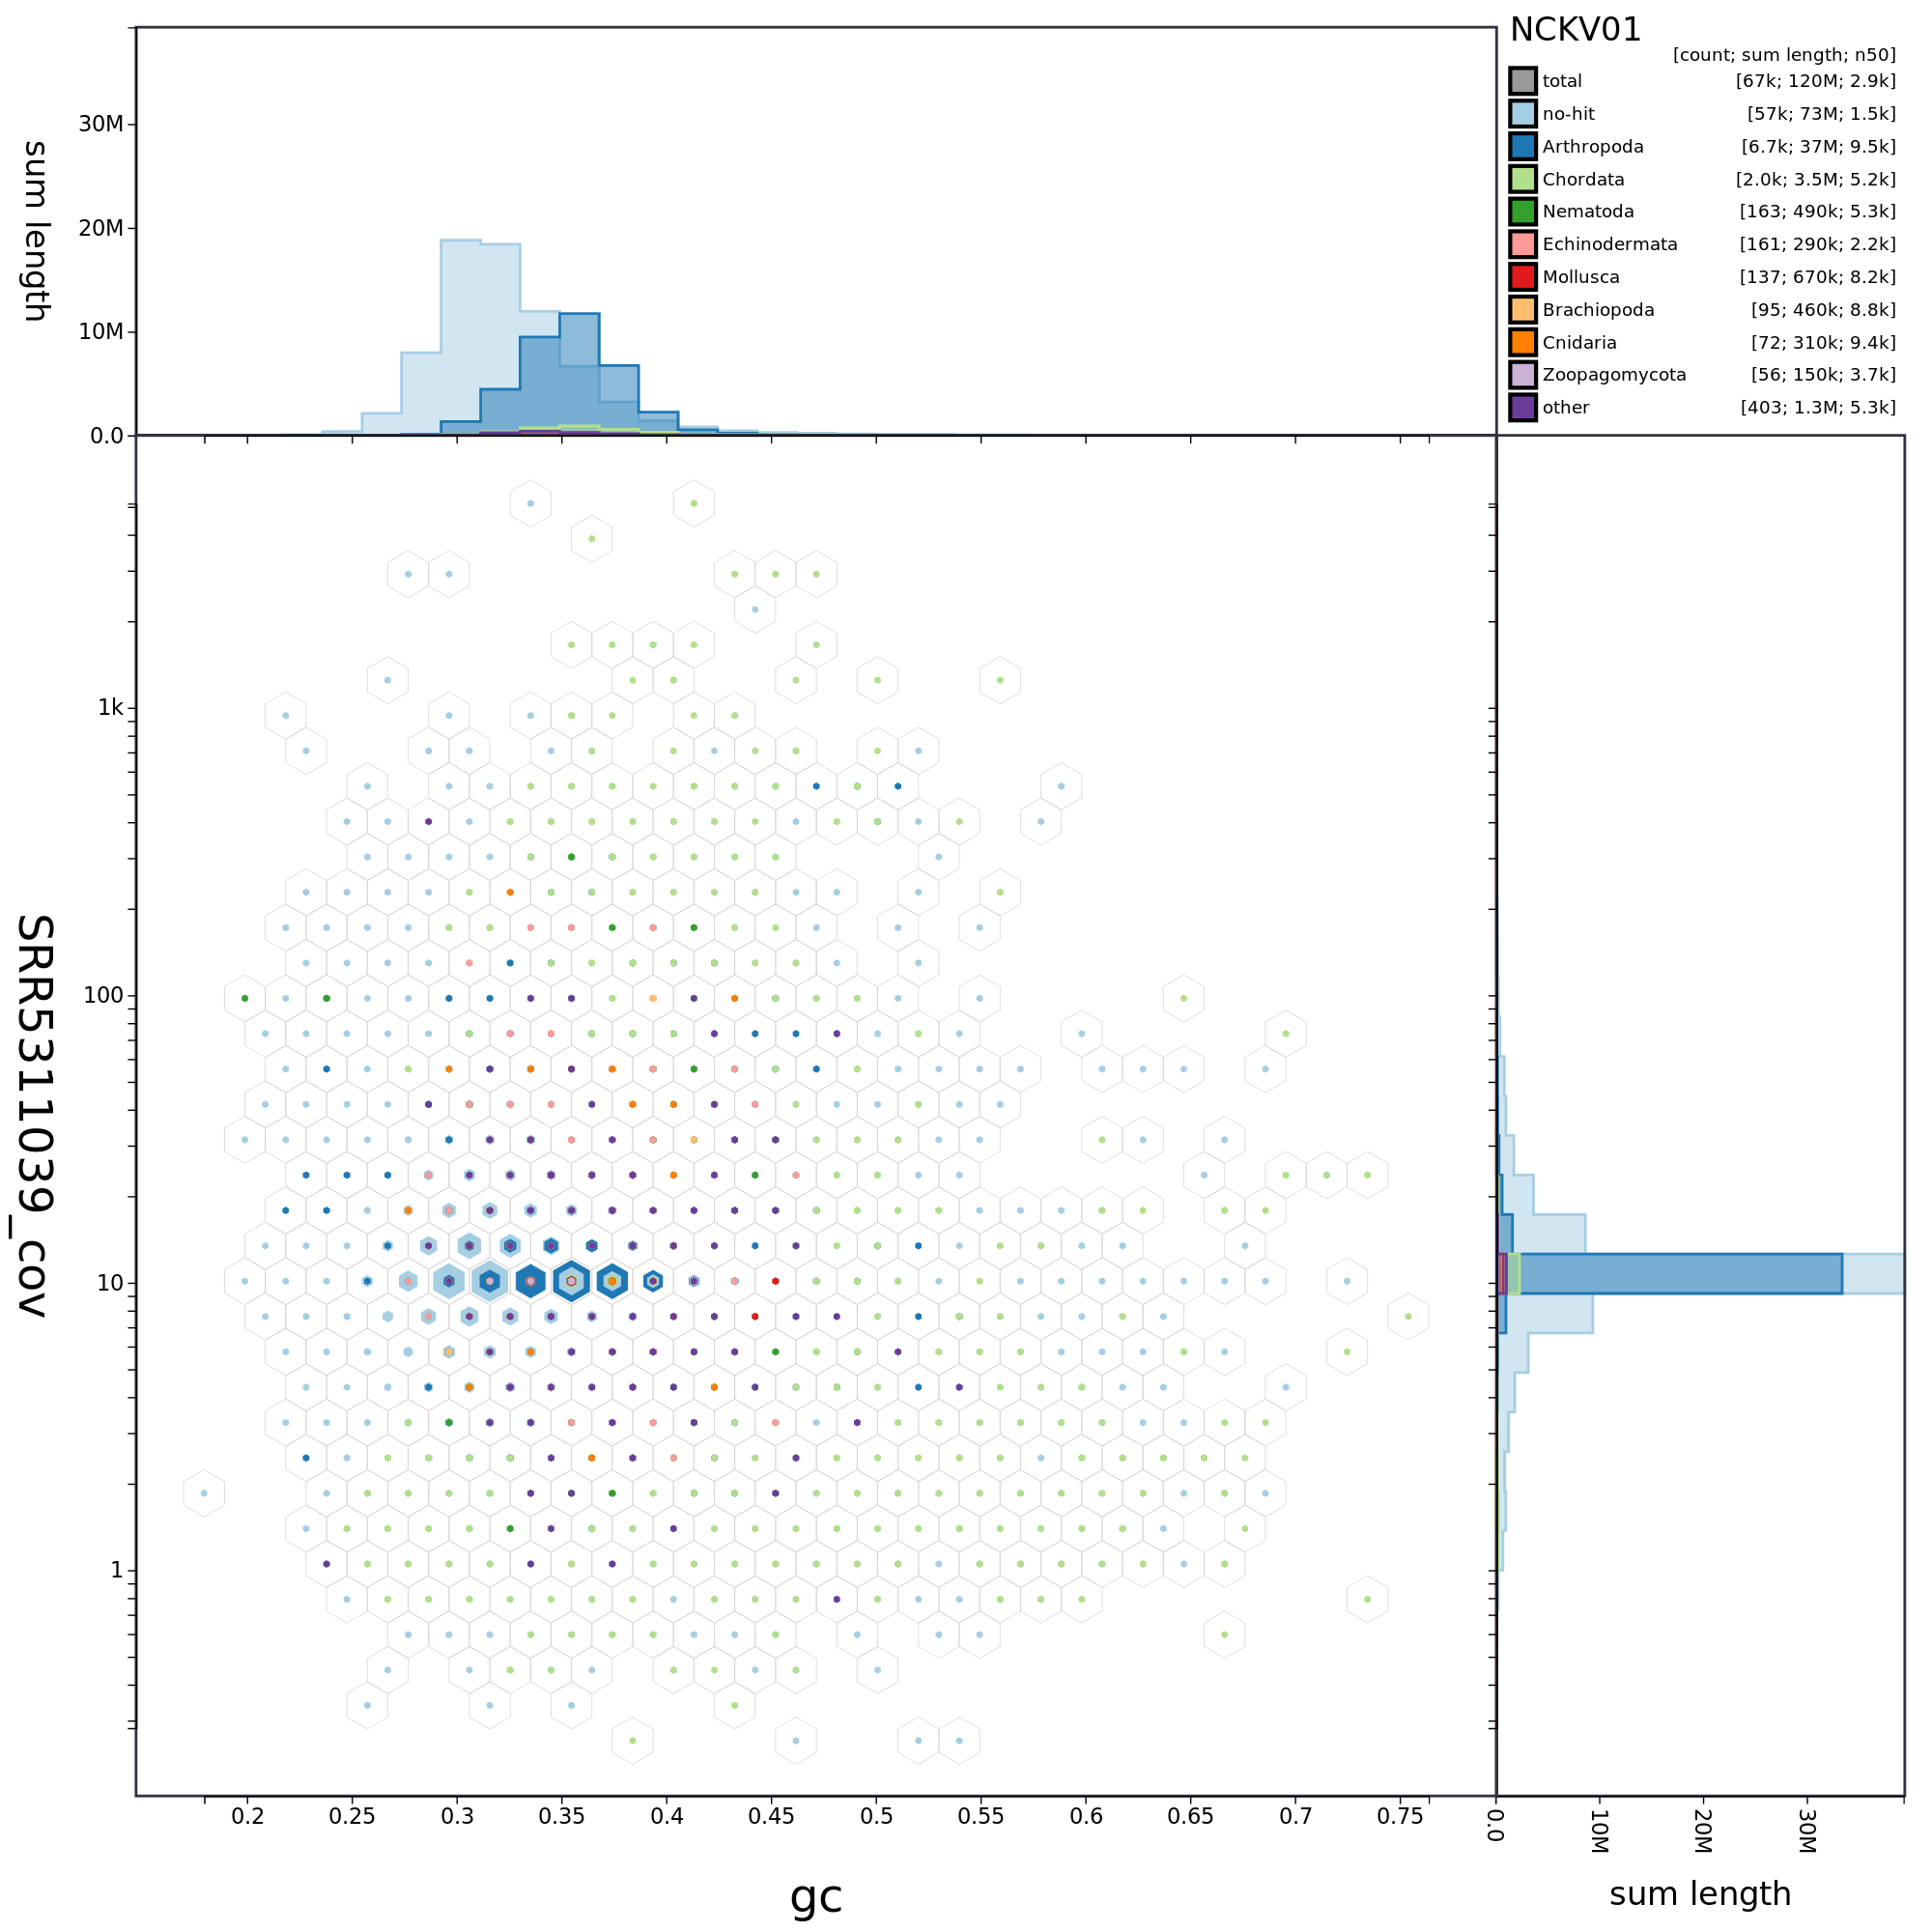 NCKV01
[count; sum length; n50]
total [67k; 120M; 2.9k]
no-hit [57k; 73M; 1.5k]
Arthropoda [6.7k; 37M; 9.5k]
Chordata [2.0k; 3.5M; 5.2k]
Nematoda [163; 490k; 5.3k]
Echinodermata [161; 290k; 2.2k]
Mollusca [137; 670k; 8.2k]
Brachiopoda [95; 460k; 8.8k]
Cnidaria [72; 310k; 9.4k]
Zoopagomycota [56; 150k; 3.7k]
other [403; 1.3M; 5.3k]
sum length
30M
20M
10M
0.0
SRR5311039_cov
1k
100
10
1
0.2 0.25 0.3 0.35 0.4 0.45 0.5 0.55 0.6 0.65 0.7 0.75
gc
0.0 10M 20M 30M
sum length